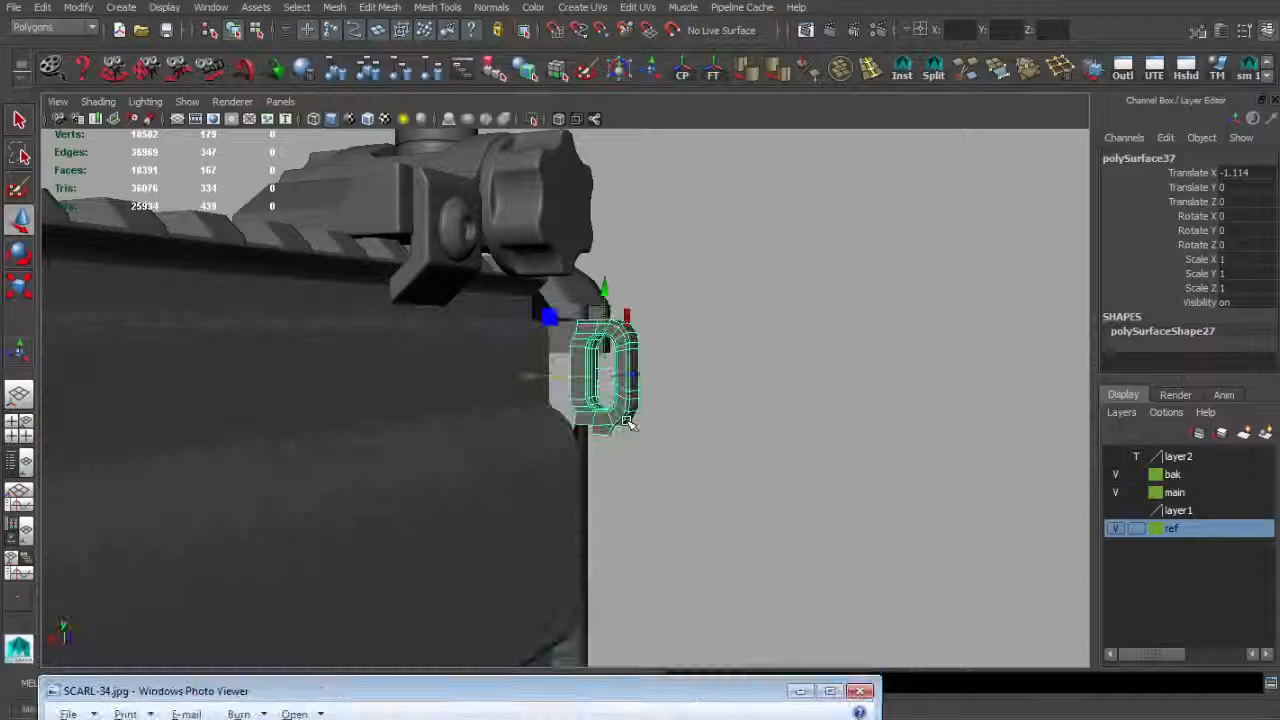 File Edit Modify Create Display Window Assets Select Mesh Edit Mesh Mesh Tools Normals Color Create UVs Edit UVs Muscle Pipeline Cache Help
Polygons
No Live Surface
X:
Y:
Z:
CP
FT
Inst
Split
Outl
UTE
Hshd
TM
sm 1
View Shading Lighting Show Renderer Panels
Verts: 18582 179 0
Edges: 36969 347 0
Faces: 18391 167 0
Tris: 36076 334 0
25934 439 0
Channel Box / Layer Editor
Channels Edit Object Show
polySurface37
Translate X -1.114
Translate Y 0
Translate Z 0
Rotate X 0
Rotate Y 0
Rotate Z 0
Scale X 1
Scale Y 1
Scale Z 1
Visibility on
SHAPES
polySurfaceShape27
Display Render Anim
Layers Options Help
T layer2
V bak
V main
layer1
V ref
SCARL-34.jpg - Windows Photo Viewer
File Print E-mail Burn Open